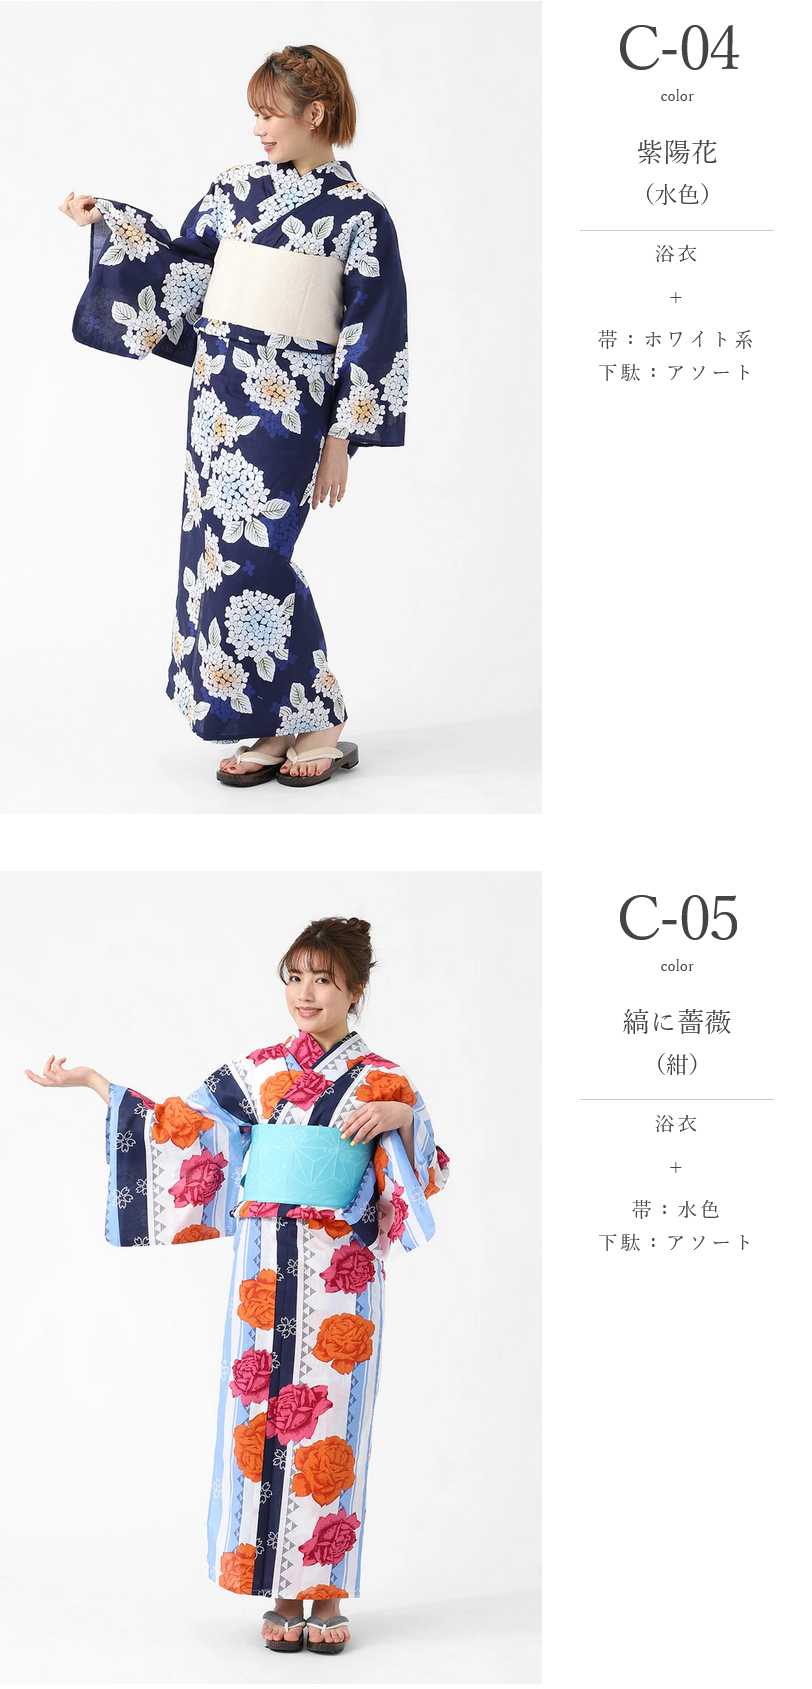 C-04
color
紫陽花
（水色）
浴衣
+
帯：ホワイト系
下駄：アソート
C-05
color
縞に薔薇
（紺）
浴衣
+
帯：水色
下駄：アソート